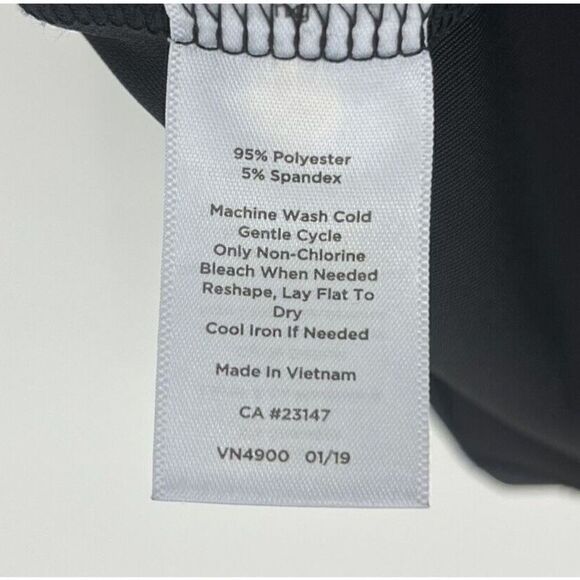 95% Polyester
5% Spandex
Machine Wash Cold
Gentle Cycle
Only Non-Chlorine
Bleach When Needed
Reshape, Lay Flat To
Dry
Cool Iron If Needed
Made In Vietnam
CA #23147
VN4900 01/19